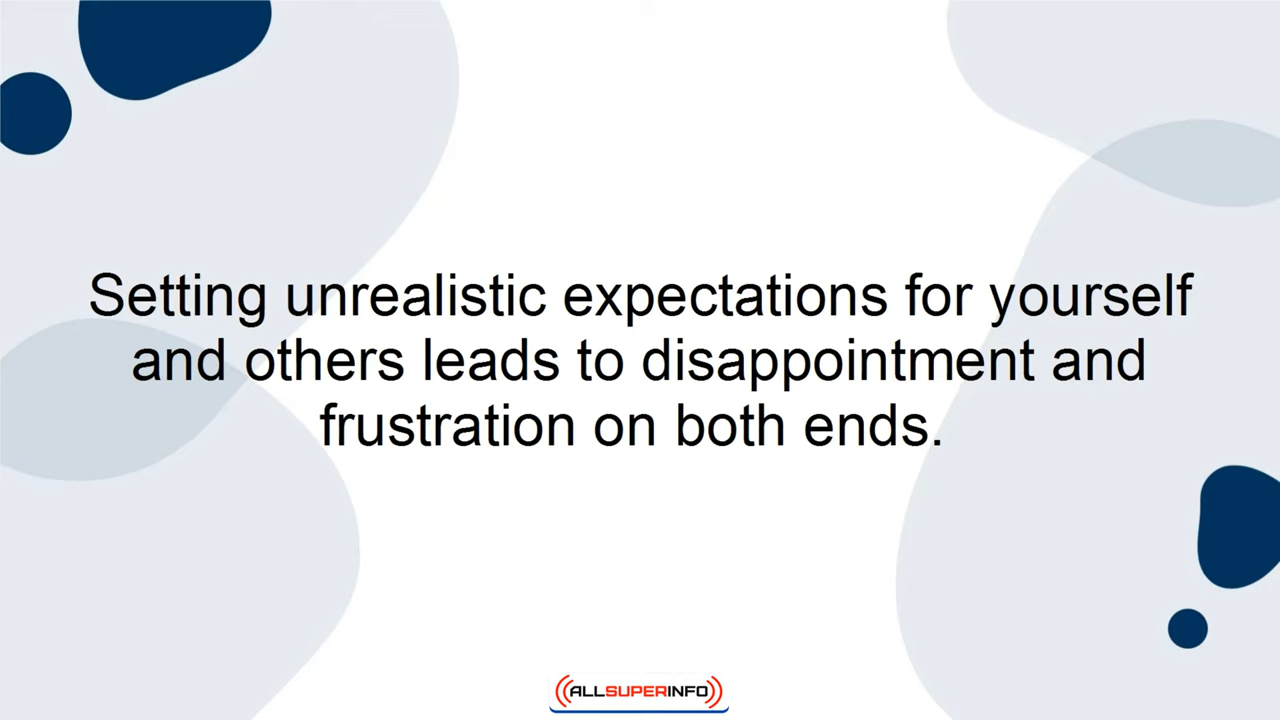 Setting unrealistic expectations for yourself
and others leads to disappointment and
frustration on both ends.
ALLSUPERINFO